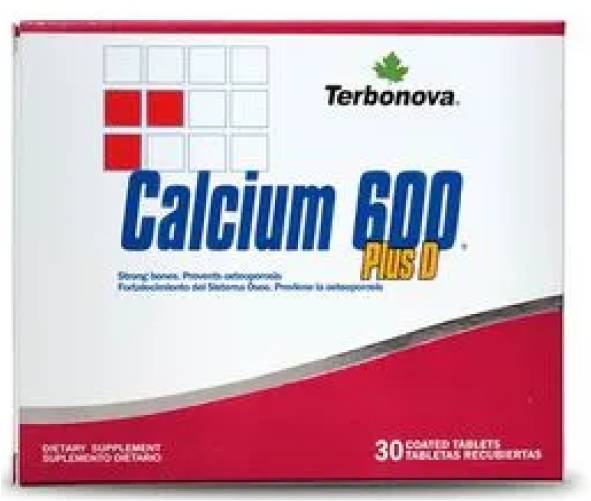 Terbonova®
Calcium 600
Plus D®
Strong bones. Prevents osteoporosis
Fortalecimiento del Sistema Óseo. Previene la osteoporosis
DIETARY SUPPLEMENT
SUPLEMENTO DIETARIO
30 COATED TABLETS
TABLETAS RECUBIERTAS